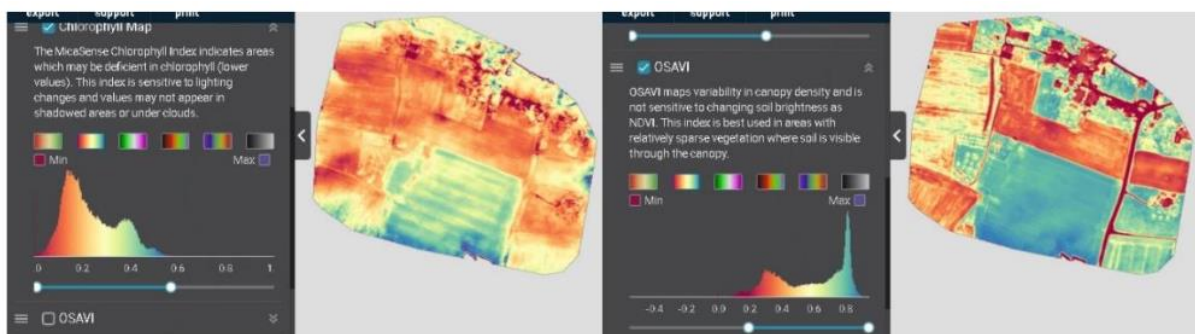 export support print
Chlorophyll Map
The MicaSense Chlorophyll Index indicates areas
which may be deficient in chlorophyll (lower
values). This index is sensitive to lighting
changes and values may not appear in
shadowed areas or under clouds.
Min Max
.0 0.2 0.4 0.6 0.8 1.
OSAVI
export support print
OSAVI
OSAVI maps variability in canopy density and is
not sensitive to changing soil brightness as
NDVI. This index is best used in areas with
relatively sparse vegetation where soil is visible
through the canopy.
Min Max
-0.4 -0.2 0.0 0.2 0.4 0.6 0.8